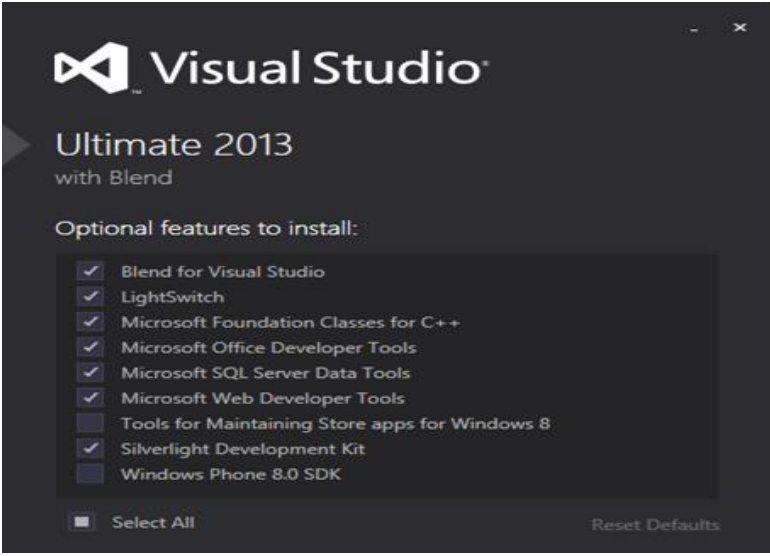 Visual Studio®
™
Ultimate 2013
with Blend
Optional features to install:
Blend for Visual Studio
LightSwitch
Microsoft Foundation Classes for C++
Microsoft Office Developer Tools
Microsoft SQL Server Data Tools
Microsoft Web Developer Tools
Tools for Maintaining Store apps for Windows 8
Silverlight Development Kit
Windows Phone 8.0 SDK
Select All
Reset Defaults